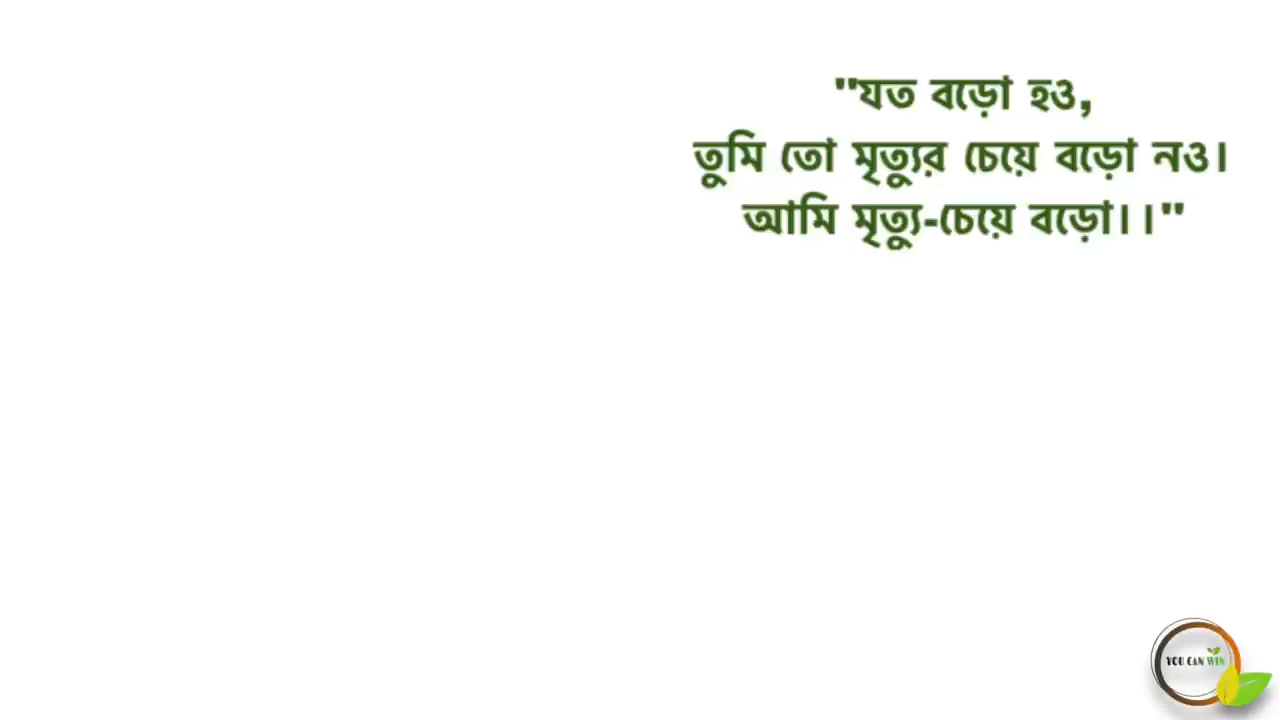 "যত বড়ো হও,
তুমি তো মৃত্যুর চেয়ে বড়ো নও।
আমি মৃত্যু-চেয়ে বড়ো।।"
YOU CAN WIN